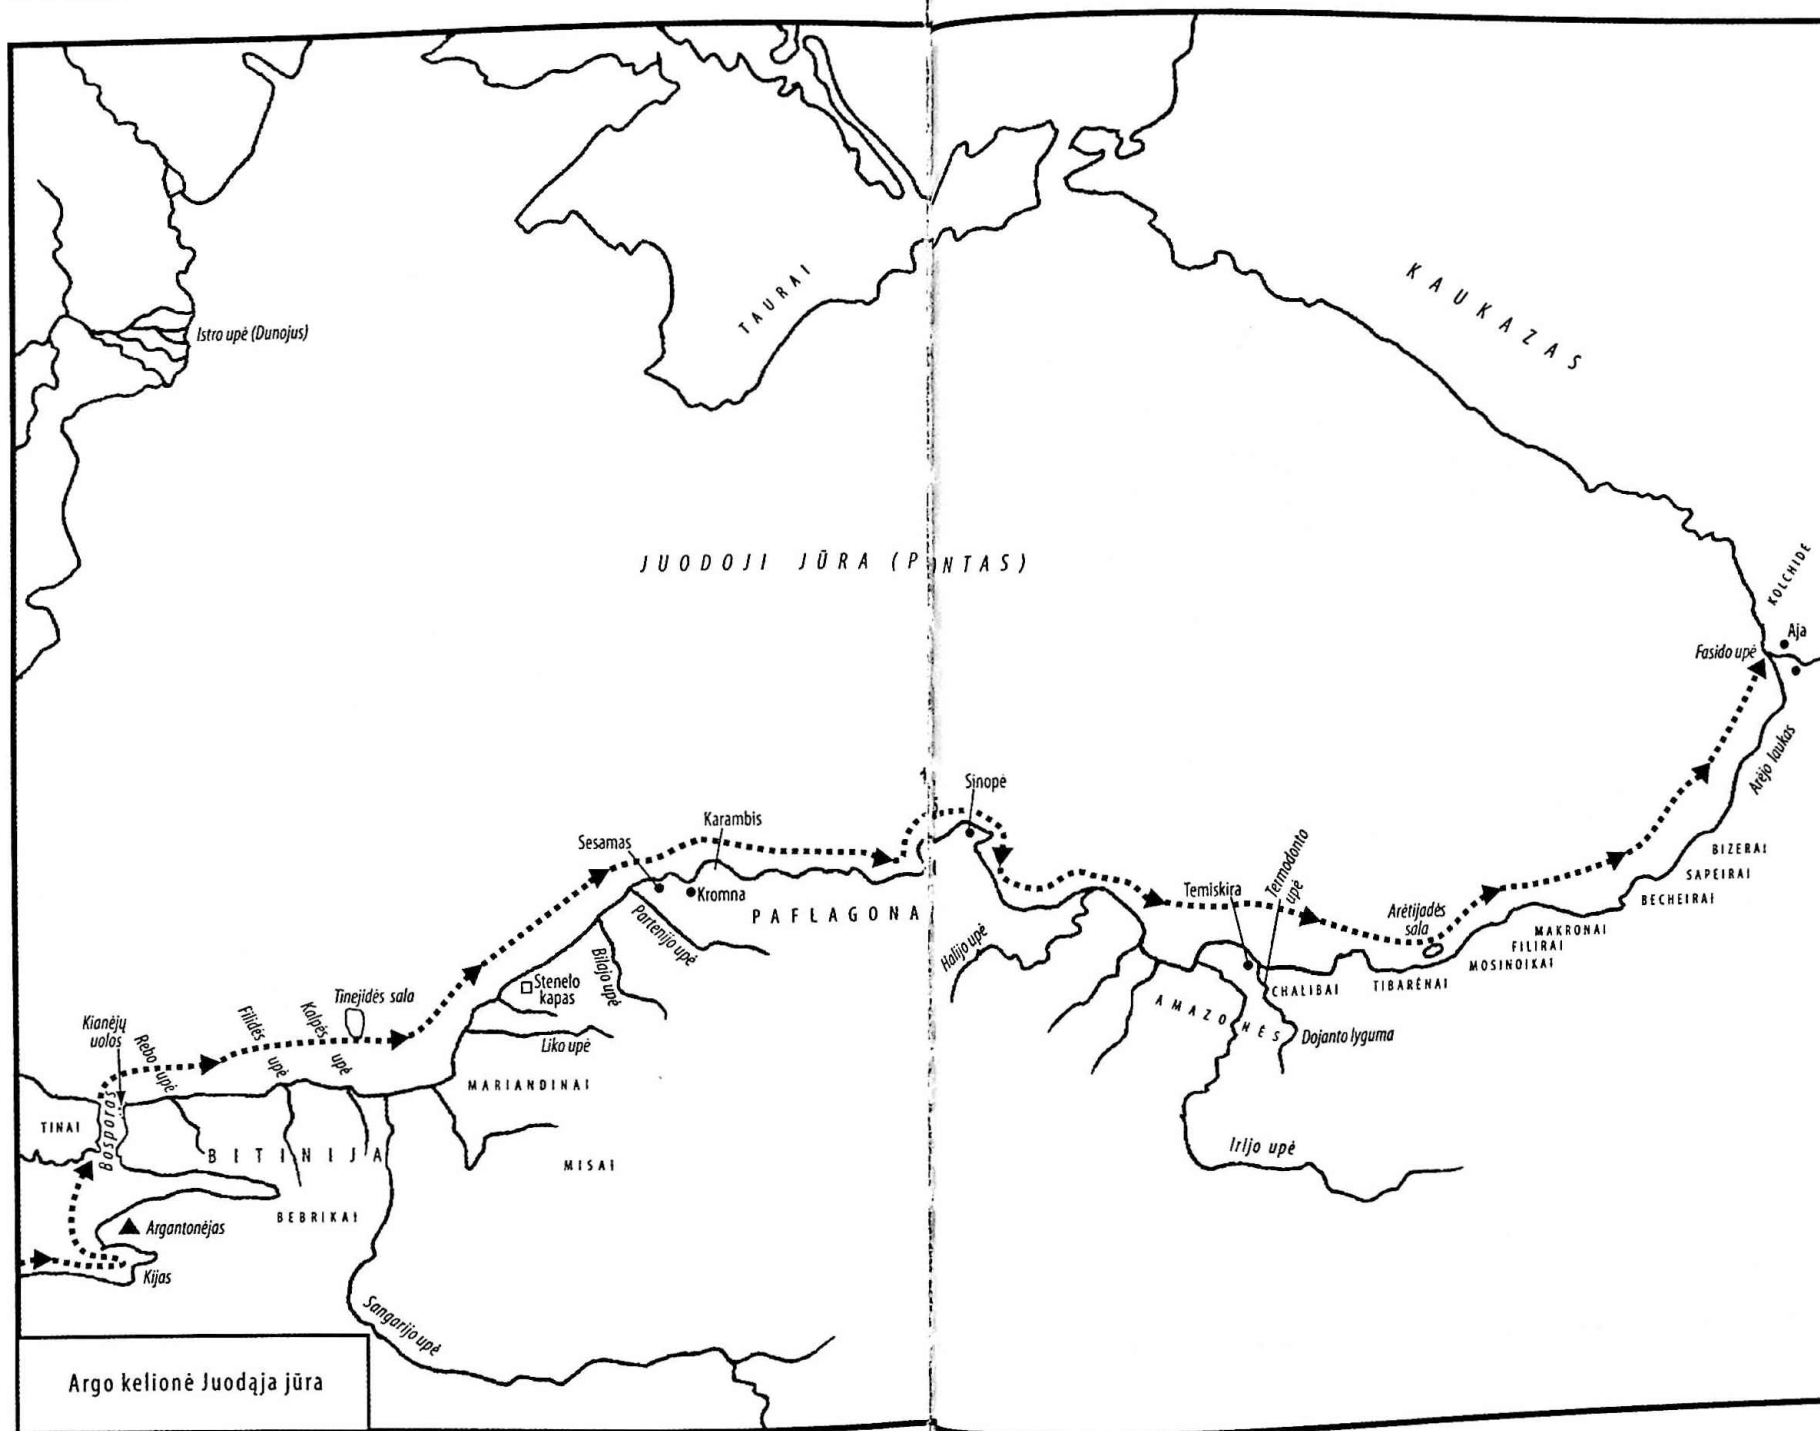 TAURAI
KAUKAZAS
Istro upė (Dunojus)
JUODOJI JŪRA (P NTAS)
KOLCHIDĖ
Aja
Fasido upė
Arėjo laukas
Sinopė
Karambis
Sesamas
Kromna
PAFLAGONA
Partenijo upė
Bilajo upė
Stenelo
kapas
Liko upė
MARIANDINAI
Tinejidės sala
Kalpės
upė
Filidės
upė
Rebo upė
Kianėjų
uolos
Bosporas
TINAI
BITINIJA
MISAI
BEBRIKAI
Argantonėjas
Kijas
Sangarijo upė
Halijo upė
Temiskira
Termodonto
upė
Arėtijadės
sala
BIZERAI
SAPEIRAI
BECHEIRAI
MAKRONAI
FILIRAI
MOSINOIKAI
TIBARĖNAI
CHALIBAI
AMAZONĖS
Dojanto lyguma
Irijo upė
Argo kelionė Juodąja jūra